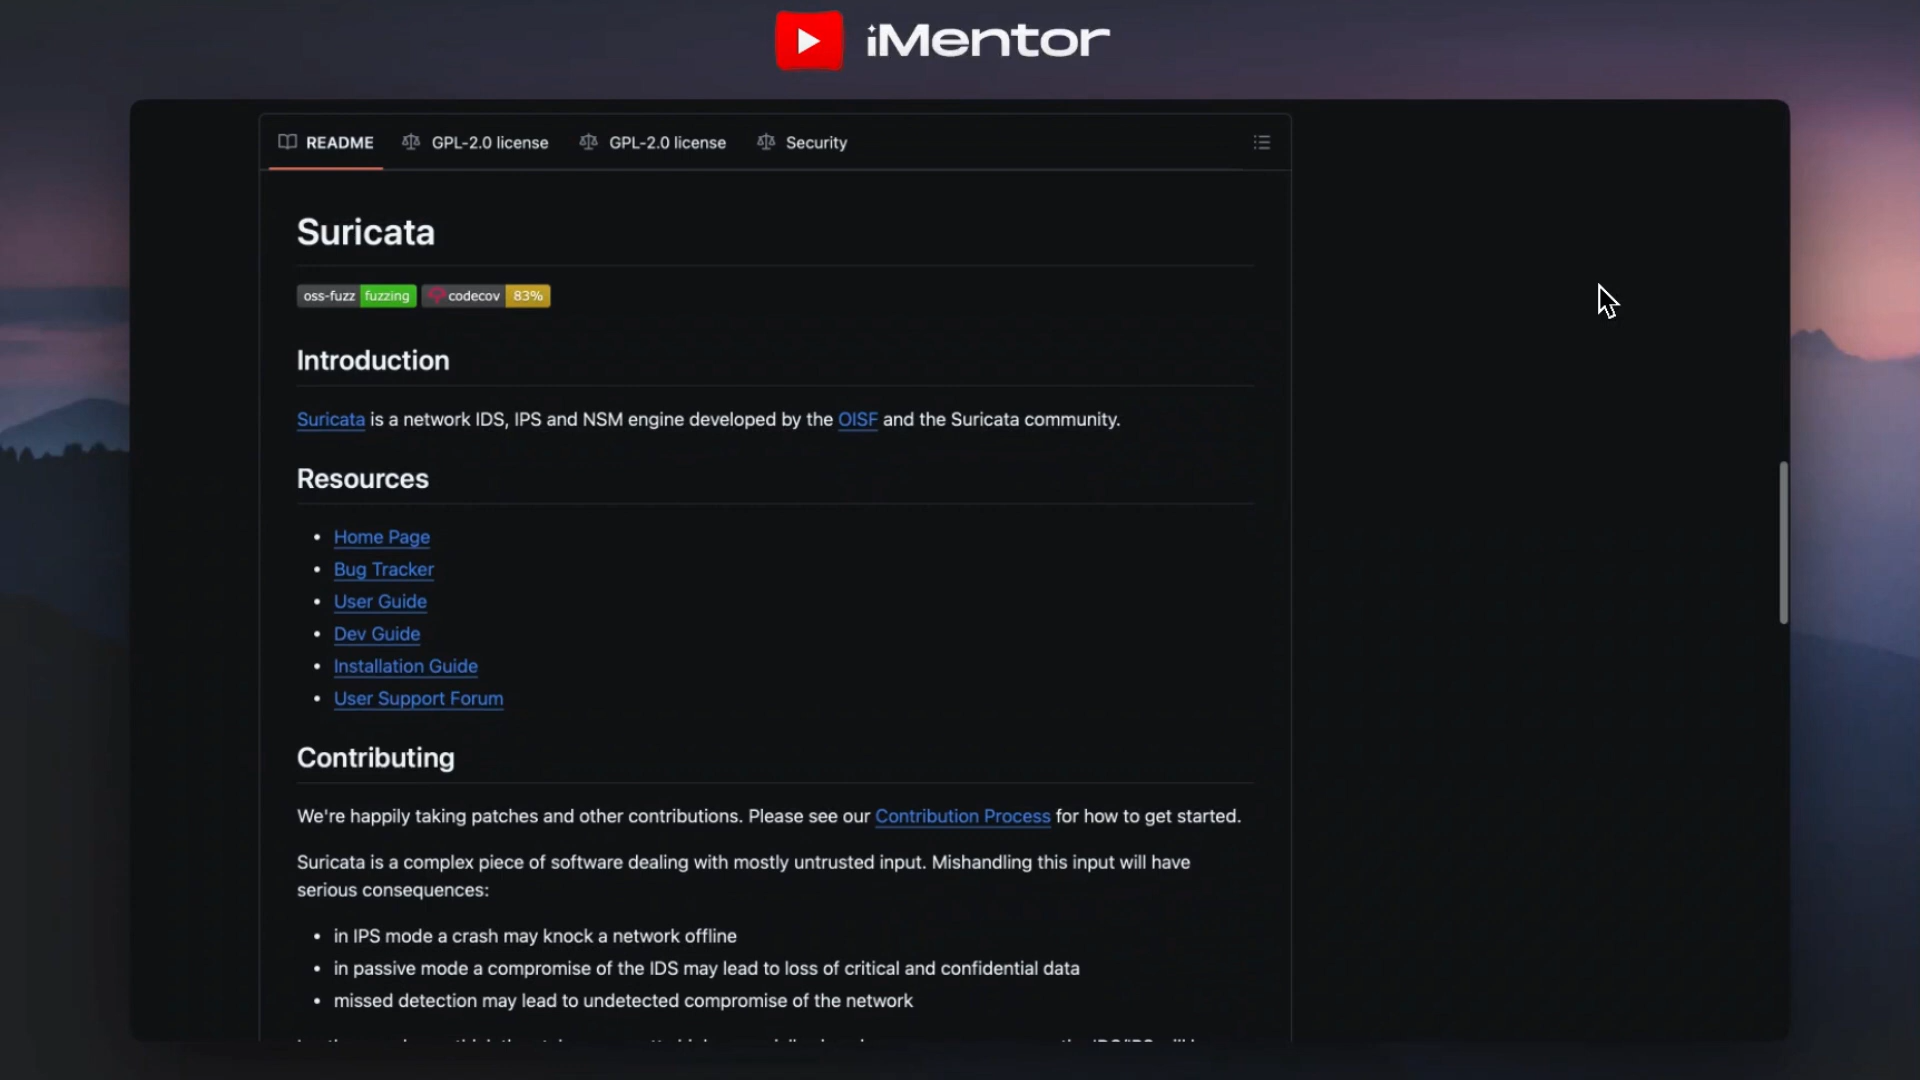 iMentor
README GPL-2.0 license GPL-2.0 license Security
Suricata
oss-fuzz fuzzing codecov 83%
Introduction
Suricata is a network IDS, IPS and NSM engine developed by the OISF and the Suricata community.
Resources
• Home Page
• Bug Tracker
• User Guide
• Dev Guide
• Installation Guide
• User Support Forum
Contributing
We're happily taking patches and other contributions. Please see our Contribution Process for how to get started.
Suricata is a complex piece of software dealing with mostly untrusted input. Mishandling this input will have
serious consequences:
• in IPS mode a crash may knock a network offline
• in passive mode a compromise of the IDS may lead to loss of critical and confidential data
• missed detection may lead to undetected compromise of the network